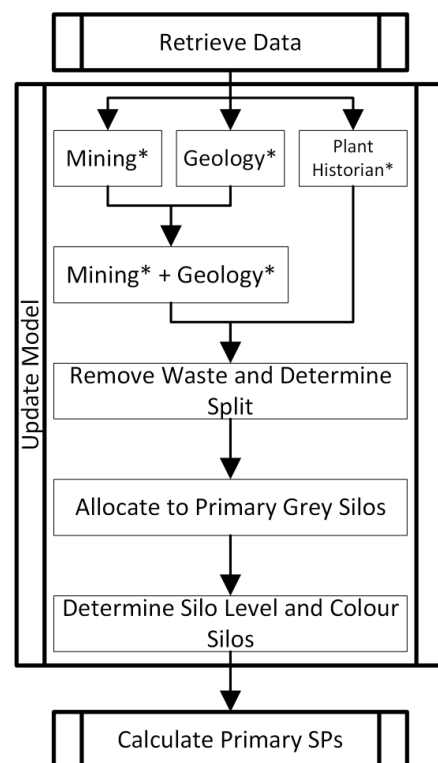 Retrieve Data
Update Model
Mining*
Geology*
Plant
Historian*
Mining* + Geology*
Remove Waste and Determine
Split
Allocate to Primary Grey Silos
Determine Silo Level and Colour
Silos
Calculate Primary SPs